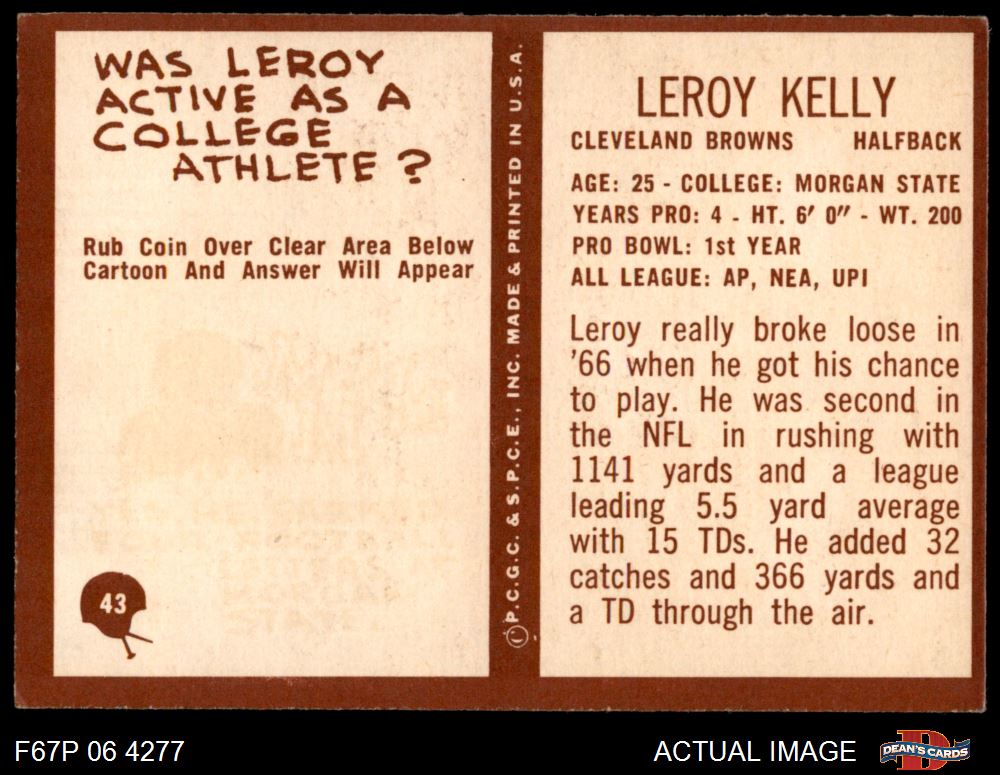 WAS LEROY
ACTIVE AS A
COLLEGE
ATHLETE ?
Rub Coin Over Clear Area Below
Cartoon And Answer Will Appear
43
© P.C.G.C. & S.P.C.E., INC. MADE & PRINTED IN U.S.A.
LEROY KELLY
CLEVELAND BROWNS HALFBACK
AGE: 25 - COLLEGE: MORGAN STATE
YEARS PRO: 4 - HT. 6' 0" - WT. 200
PRO BOWL: 1st YEAR
ALL LEAGUE: AP, NEA, UPI
Leroy really broke loose in
'66 when he got his chance
to play. He was second in
the NFL in rushing with
1141 yards and a league
leading 5.5 yard average
with 15 TDs. He added 32
catches and 366 yards and
a TD through the air.
F67P 06 4277
ACTUAL IMAGE
DEAN'S CARDS